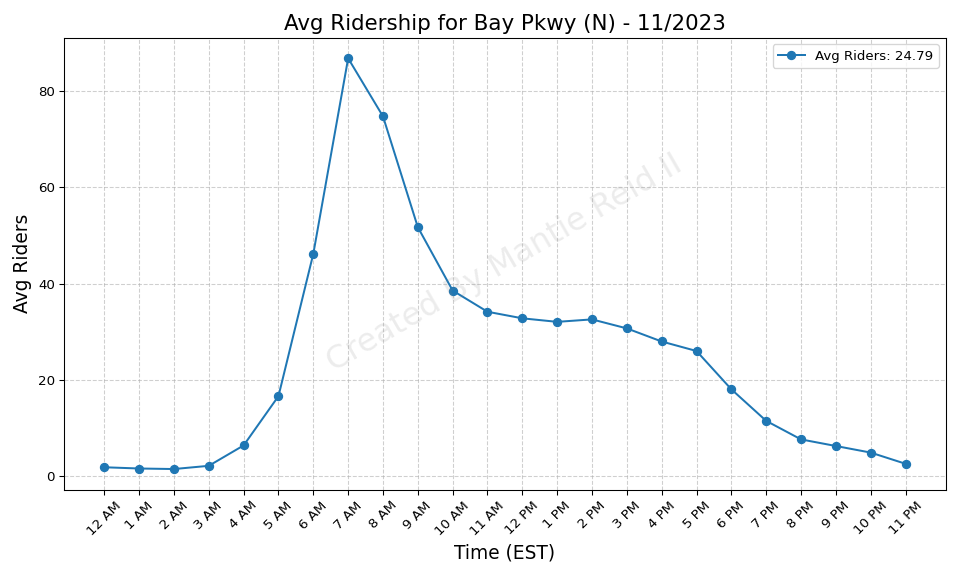 Avg Ridership for Bay Pkwy (N) - 11/2023
Avg Riders: 24.79
Avg Riders
80
60
40
20
0
Created By Mantie Reid II
12 AM
1 AM
2 AM
3 AM
4 AM
5 AM
6 AM
7 AM
8 AM
9 AM
10 AM
11 AM
12 PM
1 PM
2 PM
3 PM
4 PM
5 PM
6 PM
7 PM
8 PM
9 PM
10 PM
11 PM
Time (EST)